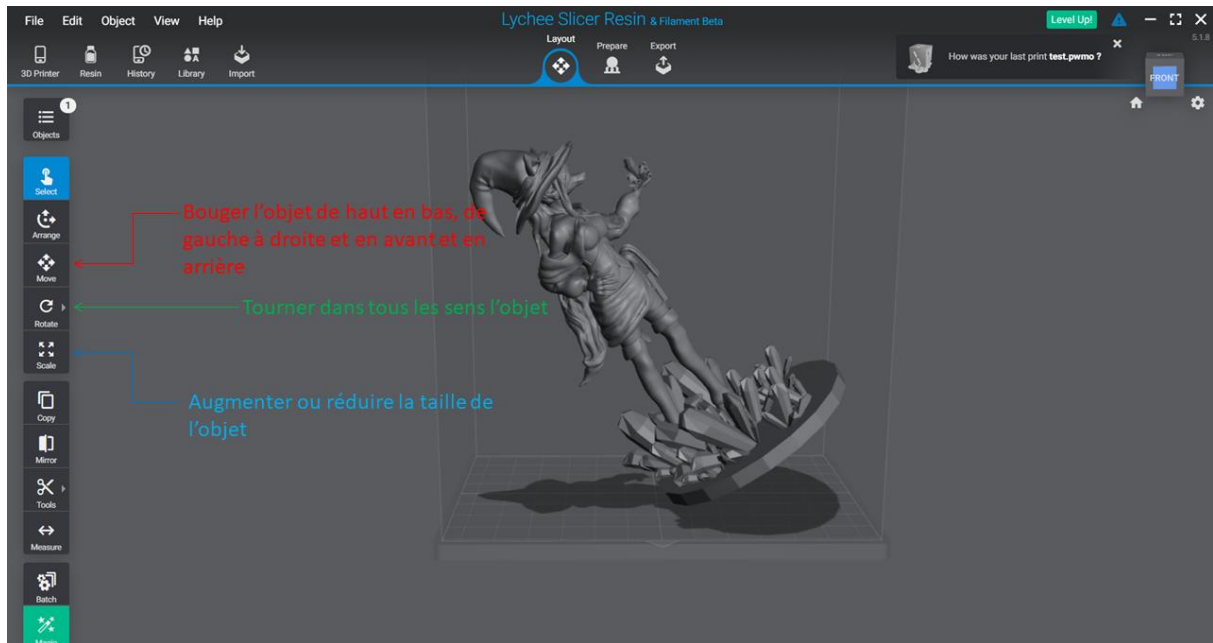 File Edit Object View Help
Lychee Slicer Resin & Filament Beta
Level Up!
5.1.8
3D Printer Resin History Library Import
Layout Prepare Export
How was your last print test.pwmo ?
FRONT
1
Objects
Select
Arrange
Move
Rotate
Scale
Copy
Mirror
Tools
Measure
Batch
Magic
Bouger l'objet de haut en bas, de
gauche à droite et en avant et en
arrière
Tourner dans tous les sens l'objet
Augmenter ou réduire la taille de
l'objet